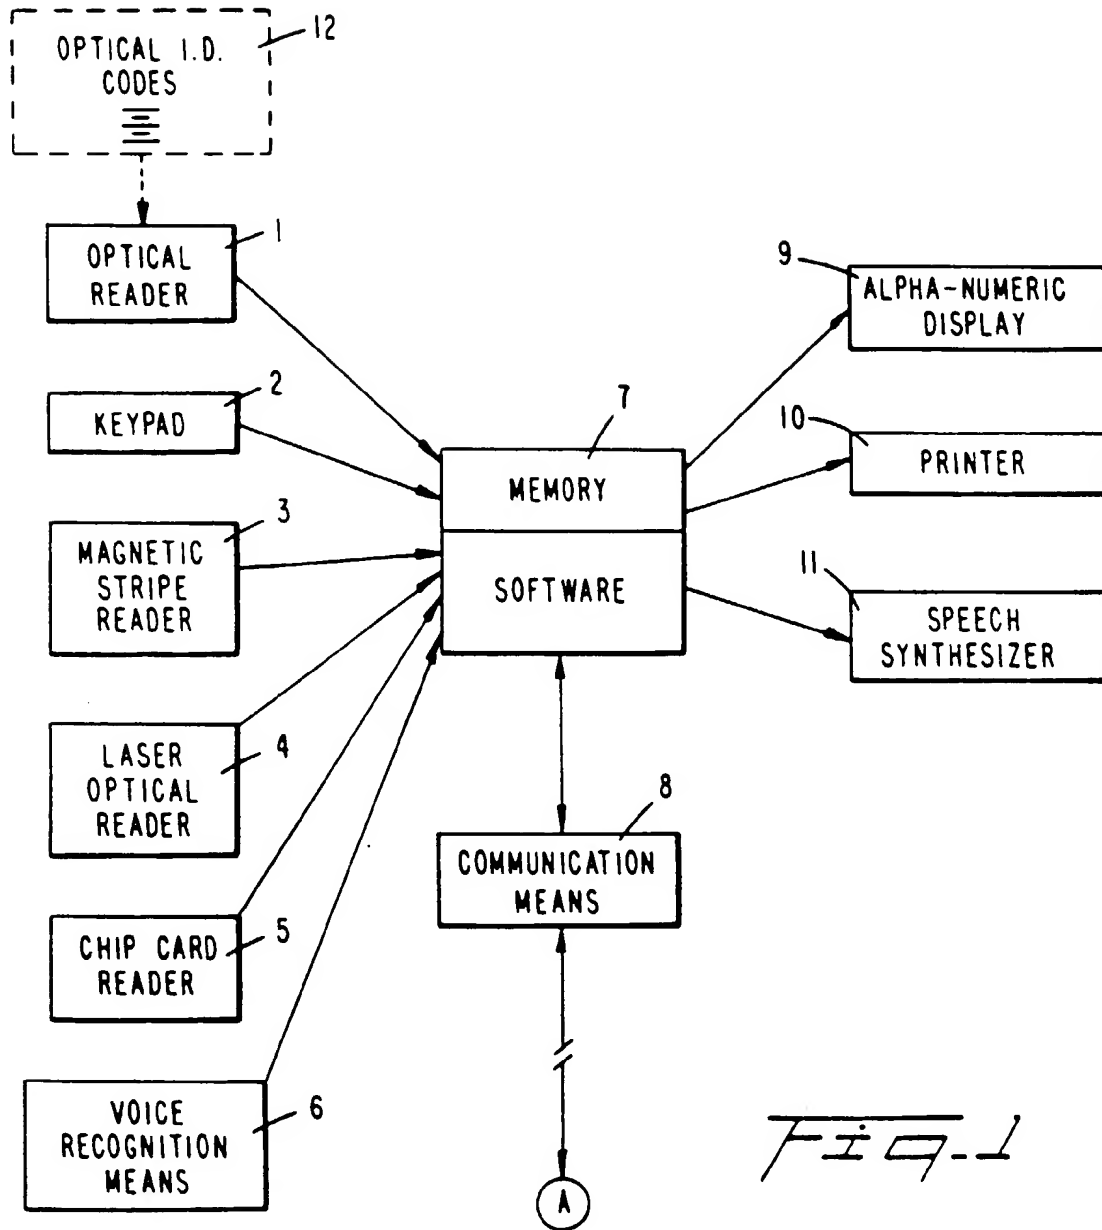 OPTICAL I.D.
CODES
12
OPTICAL
READER
1
KEYPAD
2
MAGNETIC
STRIPE
READER
3
LASER
OPTICAL
READER
4
CHIP CARD
READER
5
VOICE
RECOGNITION
MEANS
6
7
MEMORY
SOFTWARE
8
COMMUNICATION
MEANS
A
9
ALPHA-NUMERIC
DISPLAY
10
PRINTER
11
SPEECH
SYNTHESIZER
Fig.1